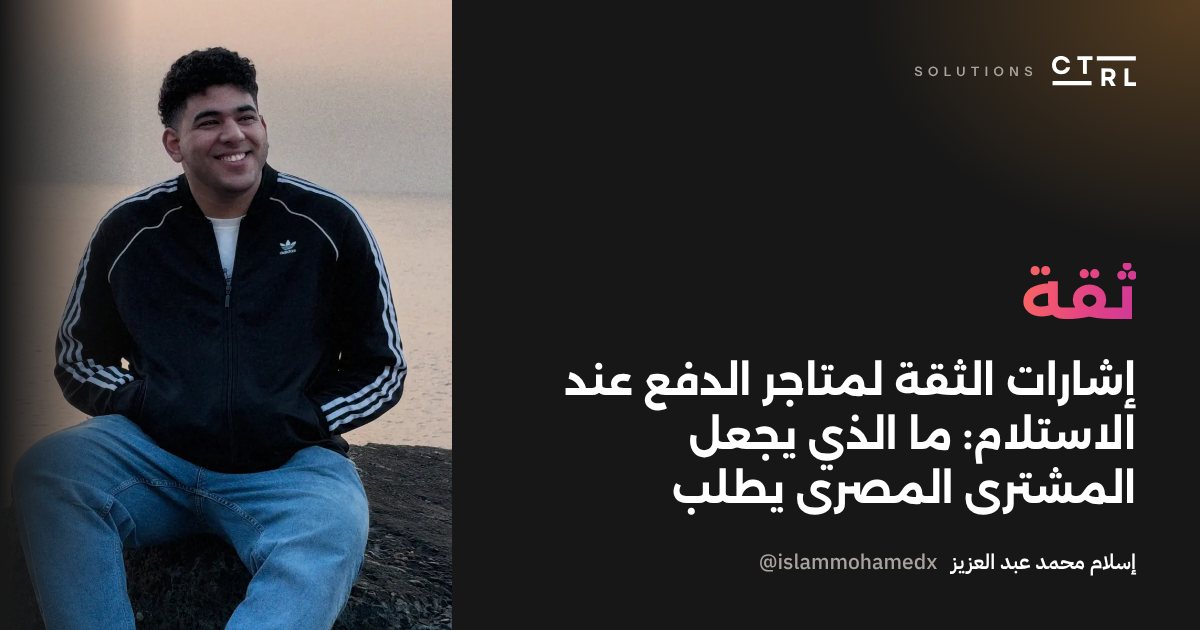 SOLUTIONS CTRL
ثقة
إشارات الثقة لمتاجر الدفع عند
الاستلام: ما الذي يجعل
المشترى المصرى يطلب
إسلام محمد عبد العزيز @islammohamedx
adidas